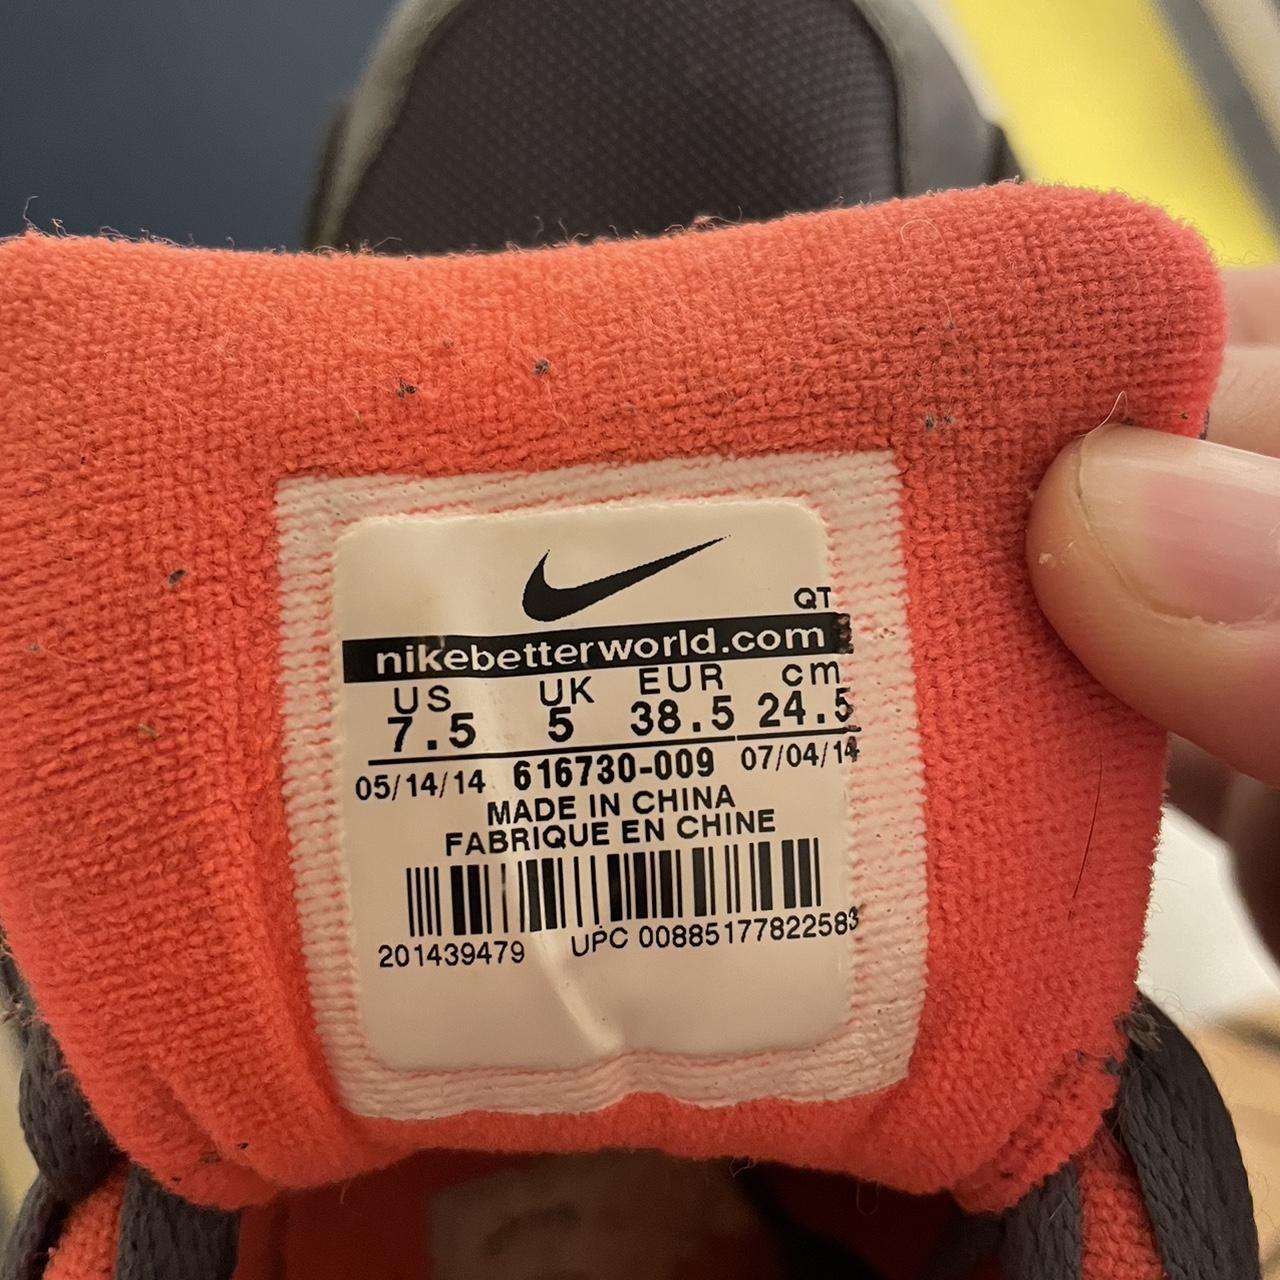 QT
nikebetterworld.com
US UK EUR cm
7.5 5 38.5 24.5
05/14/14 616730-009 07/04/14
MADE IN CHINA
FABRIQUE EN CHINE
201439479 UPC 00885177822583